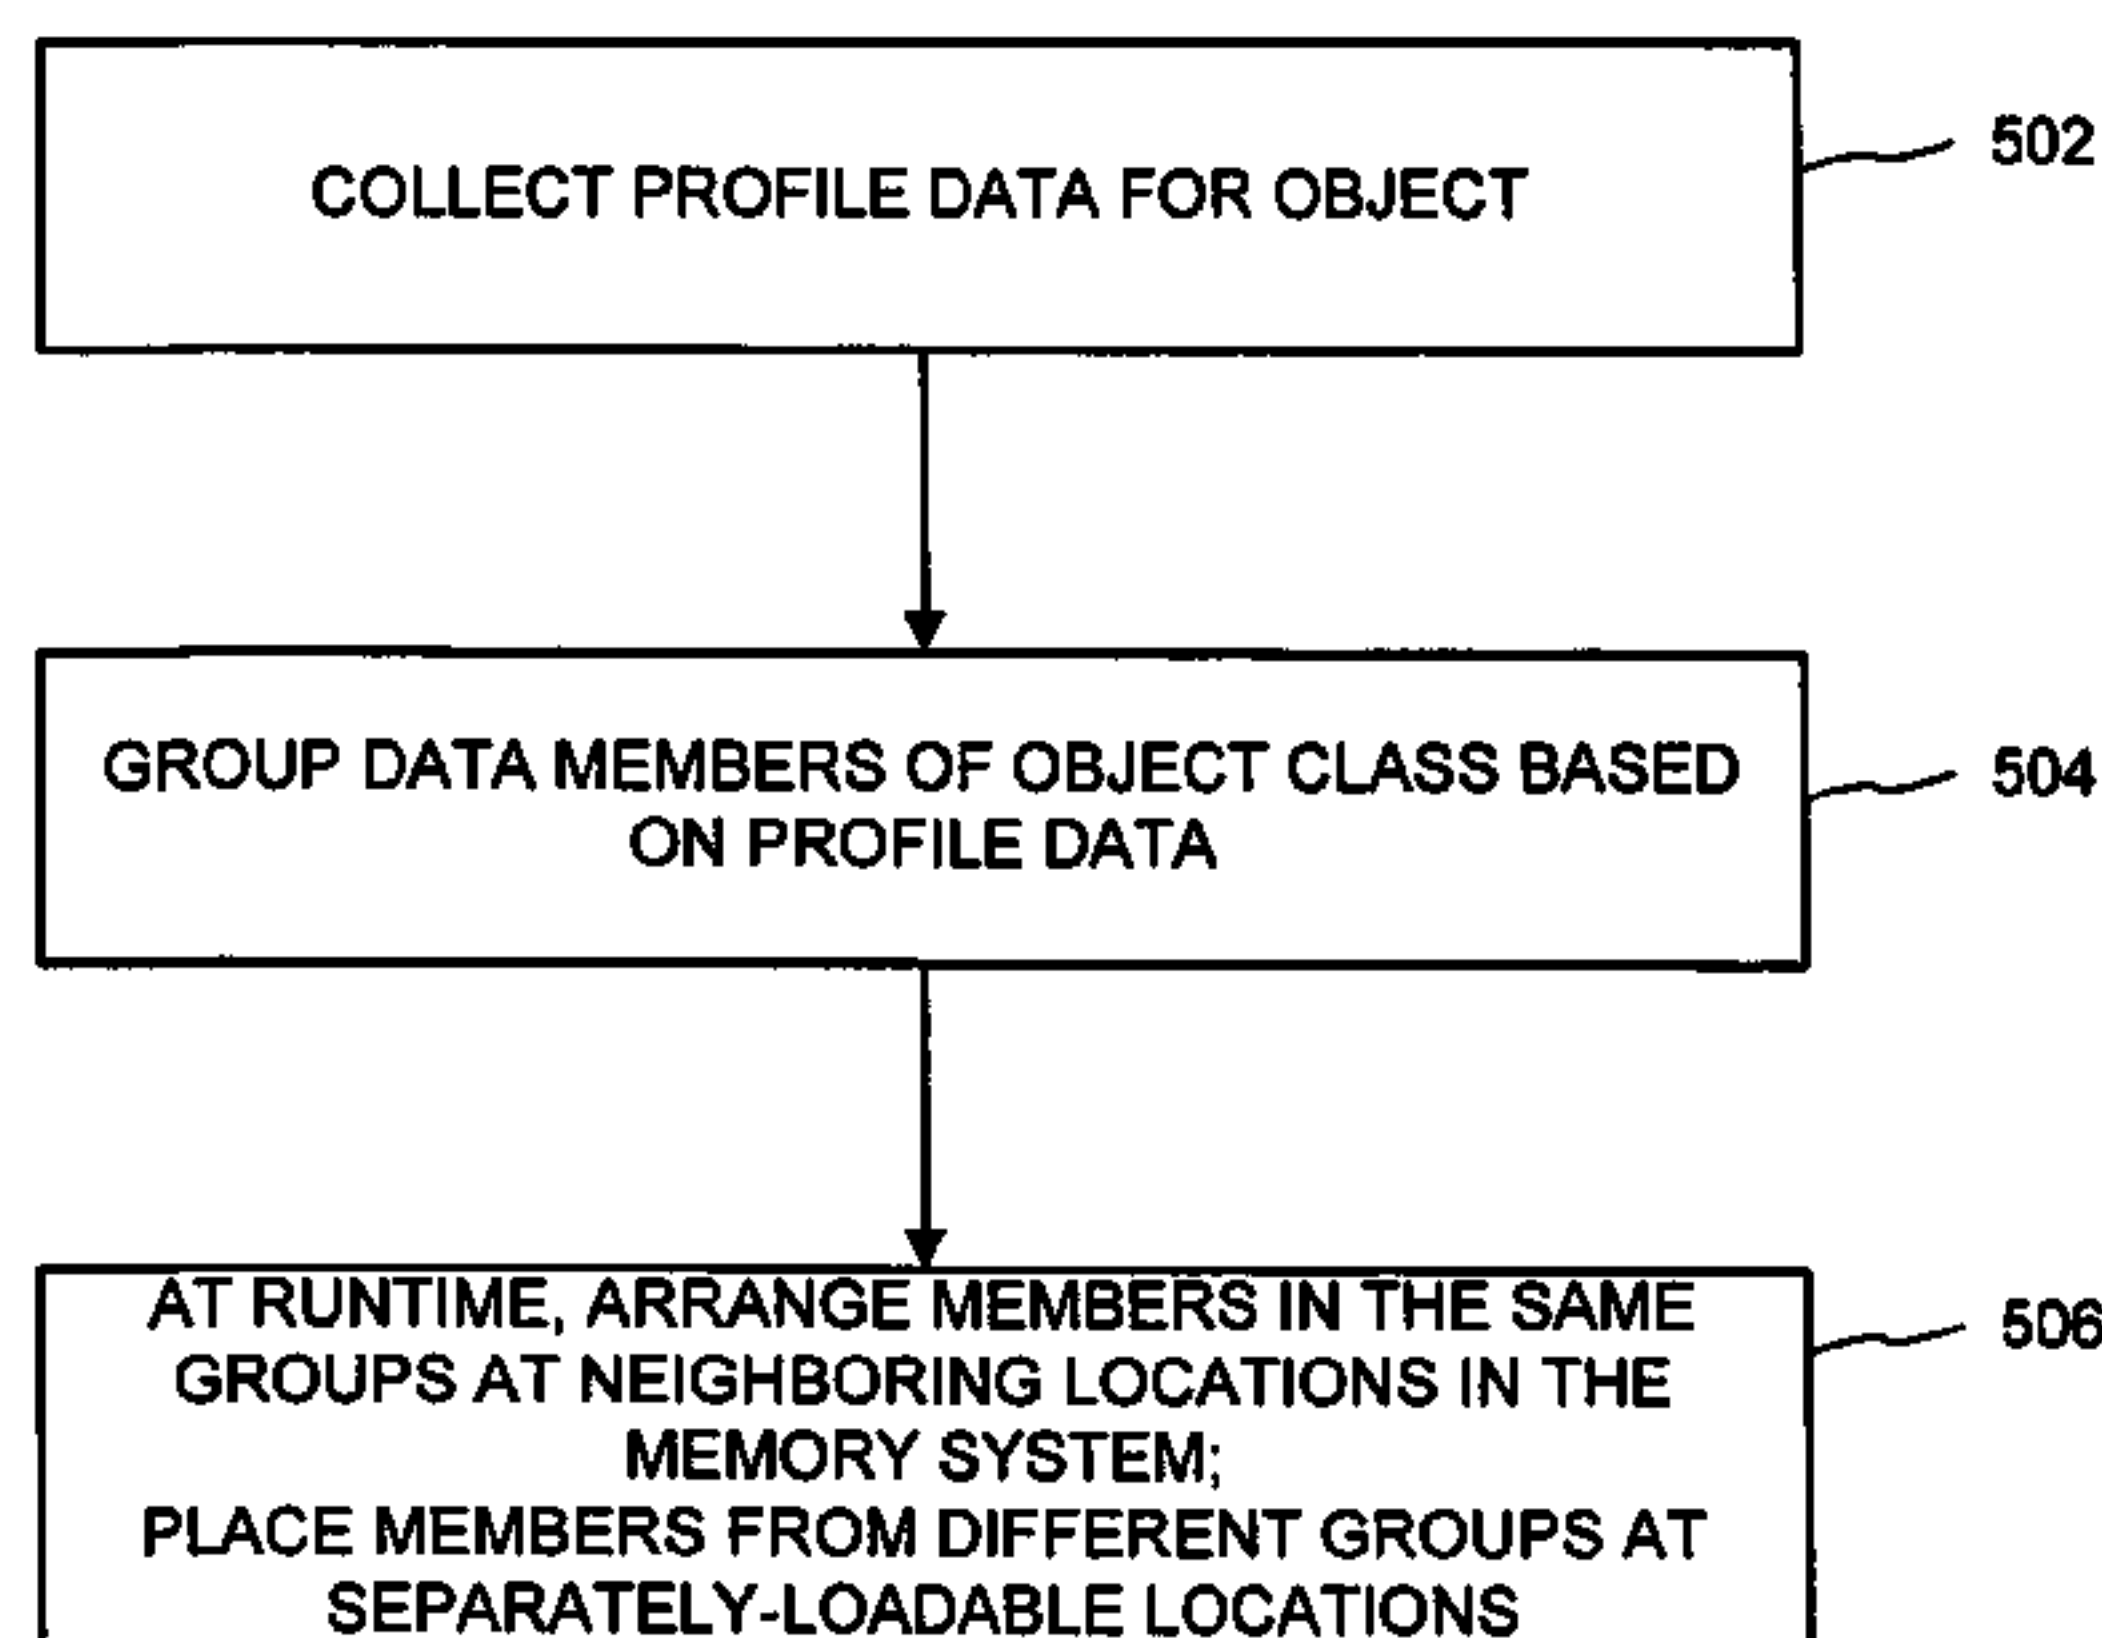 COLLECT PROFILE DATA FOR OBJECT
502
GROUP DATA MEMBERS OF OBJECT CLASS BASED
ON PROFILE DATA
504
AT RUNTIME, ARRANGE MEMBERS IN THE SAME
GROUPS AT NEIGHBORING LOCATIONS IN THE
MEMORY SYSTEM;
PLACE MEMBERS FROM DIFFERENT GROUPS AT
SEPARATELY-LOADABLE LOCATIONS
506